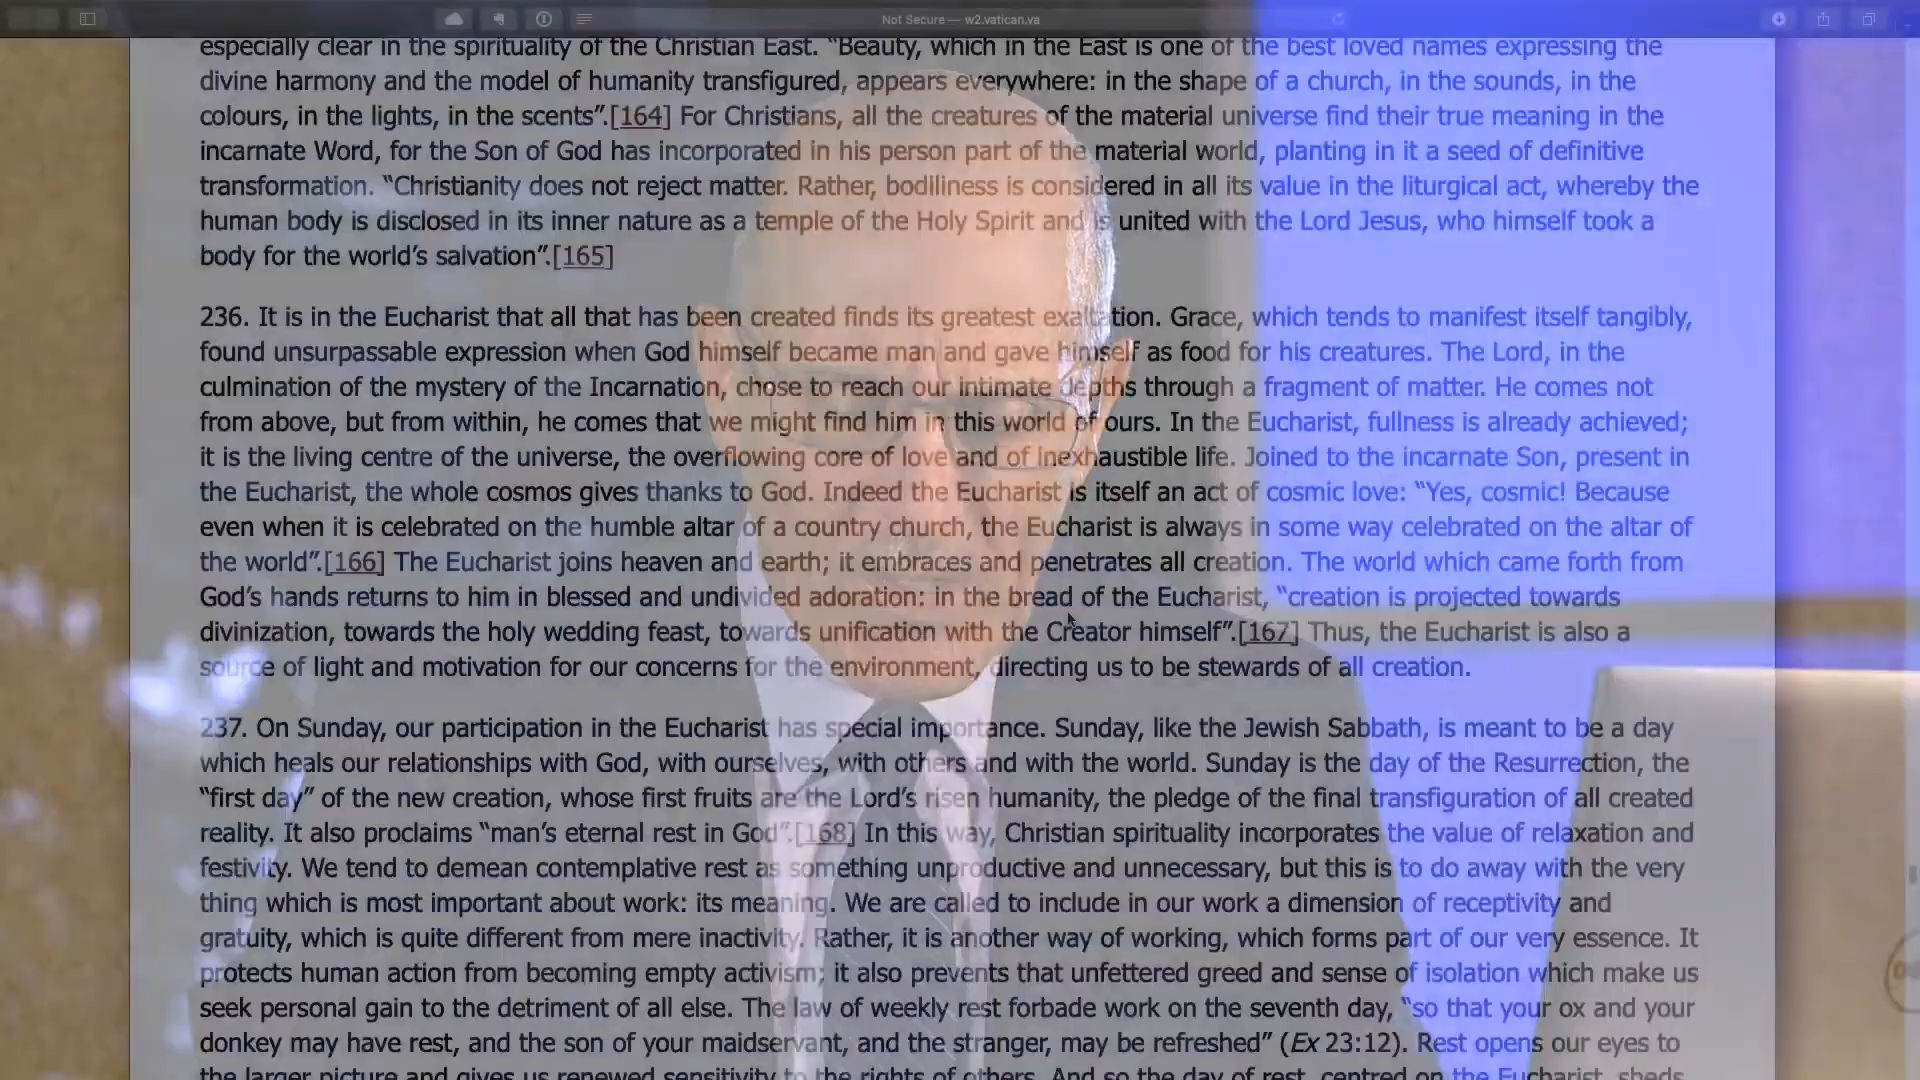 Not Secure — w2.vatican.va
especially clear in the spirituality of the Christian East. “Beauty, which in the East is one of the best loved names expressing the
divine harmony and the model of humanity transfigured, appears everywhere: in the shape of a church, in the sounds, in the
colours, in the lights, in the scents”.[164] For Christians, all the creatures of the material universe find their true meaning in the
incarnate Word, for the Son of God has incorporated in his person part of the material world, planting in it a seed of definitive
transformation. “Christianity does not reject matter. Rather, bodiliness is considered in all its value in the liturgical act, whereby the
human body is disclosed in its inner nature as a temple of the Holy Spirit and is united with the Lord Jesus, who himself took a
body for the world’s salvation”.[165]
236. It is in the Eucharist that all that has been created finds its greatest exaltation. Grace, which tends to manifest itself tangibly,
found unsurpassable expression when God himself became man and gave himself as food for his creatures. The Lord, in the
culmination of the mystery of the Incarnation, chose to reach our intimate depths through a fragment of matter. He comes not
from above, but from within, he comes that we might find him in this world of ours. In the Eucharist, fullness is already achieved;
it is the living centre of the universe, the overflowing core of love and of inexhaustible life. Joined to the incarnate Son, present in
the Eucharist, the whole cosmos gives thanks to God. Indeed the Eucharist is itself an act of cosmic love: “Yes, cosmic! Because
even when it is celebrated on the humble altar of a country church, the Eucharist is always in some way celebrated on the altar of
the world”.[166] The Eucharist joins heaven and earth; it embraces and penetrates all creation. The world which came forth from
God’s hands returns to him in blessed and undivided adoration: in the bread of the Eucharist, “creation is projected towards
divinization, towards the holy wedding feast, towards unification with the Creator himself”.[167] Thus, the Eucharist is also a
source of light and motivation for our concerns for the environment, directing us to be stewards of all creation.
237. On Sunday, our participation in the Eucharist has special importance. Sunday, like the Jewish Sabbath, is meant to be a day
which heals our relationships with God, with ourselves, with others and with the world. Sunday is the day of the Resurrection, the
“first day” of the new creation, whose first fruits are the Lord’s risen humanity, the pledge of the final transfiguration of all created
reality. It also proclaims “man’s eternal rest in God”.[168] In this way, Christian spirituality incorporates the value of relaxation and
festivity. We tend to demean contemplative rest as something unproductive and unnecessary, but this is to do away with the very
thing which is most important about work: its meaning. We are called to include in our work a dimension of receptivity and
gratuity, which is quite different from mere inactivity. Rather, it is another way of working, which forms part of our very essence. It
protects human action from becoming empty activism; it also prevents that unfettered greed and sense of isolation which make us
seek personal gain to the detriment of all else. The law of weekly rest forbade work on the seventh day, “so that your ox and your
donkey may have rest, and the son of your maidservant, and the stranger, may be refreshed” (Ex 23:12). Rest opens our eyes to
the larger picture and gives us renewed sensitivity to the rights of others. And so the day of rest, centred on the Eucharist, sheds